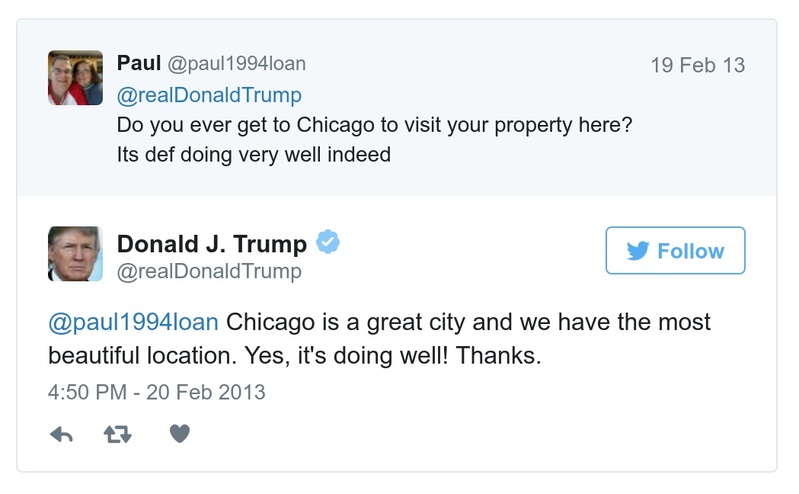 Paul @paul1994loan 19 Feb 13
@realDonaldTrump
Do you ever get to Chicago to visit your property here?
Its def doing very well indeed
Donald J. Trump
@realDonaldTrump
Follow
@paul1994loan Chicago is a great city and we have the most
beautiful location. Yes, it's doing well! Thanks.
4:50 PM - 20 Feb 2013